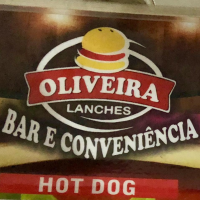 OLIVEIRA
LANCHES
BAR E CONVENIÊNCIA
HOT DOG